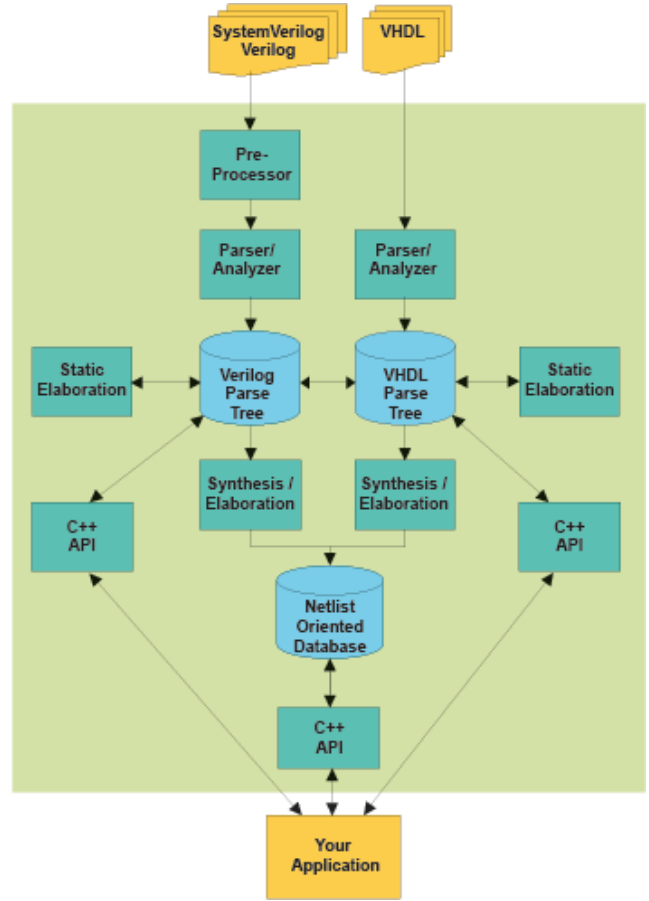 SystemVerilog
Verilog
VHDL
Pre-
Processor
Parser/
Analyzer
Parser/
Analyzer
Static
Elaboration
Verilog
Parse
Tree
VHDL
Parse
Tree
Static
Elaboration
Synthesis /
Elaboration
Synthesis /
Elaboration
C++
API
C++
API
Netlist
Oriented
Database
C++
API
Your
Application